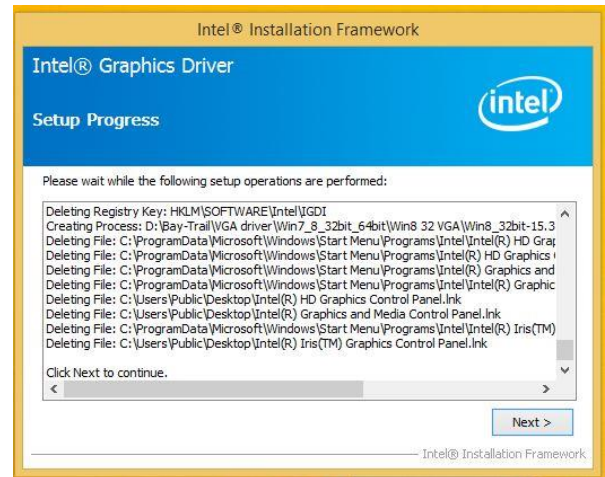 Intel® Installation Framework
Intel® Graphics Driver
Setup Progress
intel
Please wait while the following setup operations are performed:
Deleting Registry Key: HKLM\SOFTWARE\Intel\IGDI
Creating Process: D:\Bay-Trail\VGA driver\Win7_8_32bit_64bit\Win8 32 VGA\Win8_32bit-15.3
Deleting File: C:\ProgramData\Microsoft\Windows\Start Menu\Programs\Intel\Intel(R) HD Grap
Deleting File: C:\ProgramData\Microsoft\Windows\Start Menu\Programs\Intel(R) HD Graphics (
Deleting File: C:\ProgramData\Microsoft\Windows\Start Menu\Programs\Intel(R) Graphics and
Deleting File: C:\ProgramData\Microsoft\Windows\Start Menu\Programs\Intel\Intel(R) Graphic
Deleting File: C:\Users\Public\Desktop\Intel(R) HD Graphics Control Panel.lnk
Deleting File: C:\Users\Public\Desktop\Intel(R) Graphics and Media Control Panel.lnk
Deleting File: C:\ProgramData\Microsoft\Windows\Start Menu\Programs\Intel\Intel(R) Iris(TM)
Deleting File: C:\Users\Public\Desktop\Intel(R) Iris(TM) Graphics Control Panel.lnk
Click Next to continue.
Next >
Intel® Installation Framework